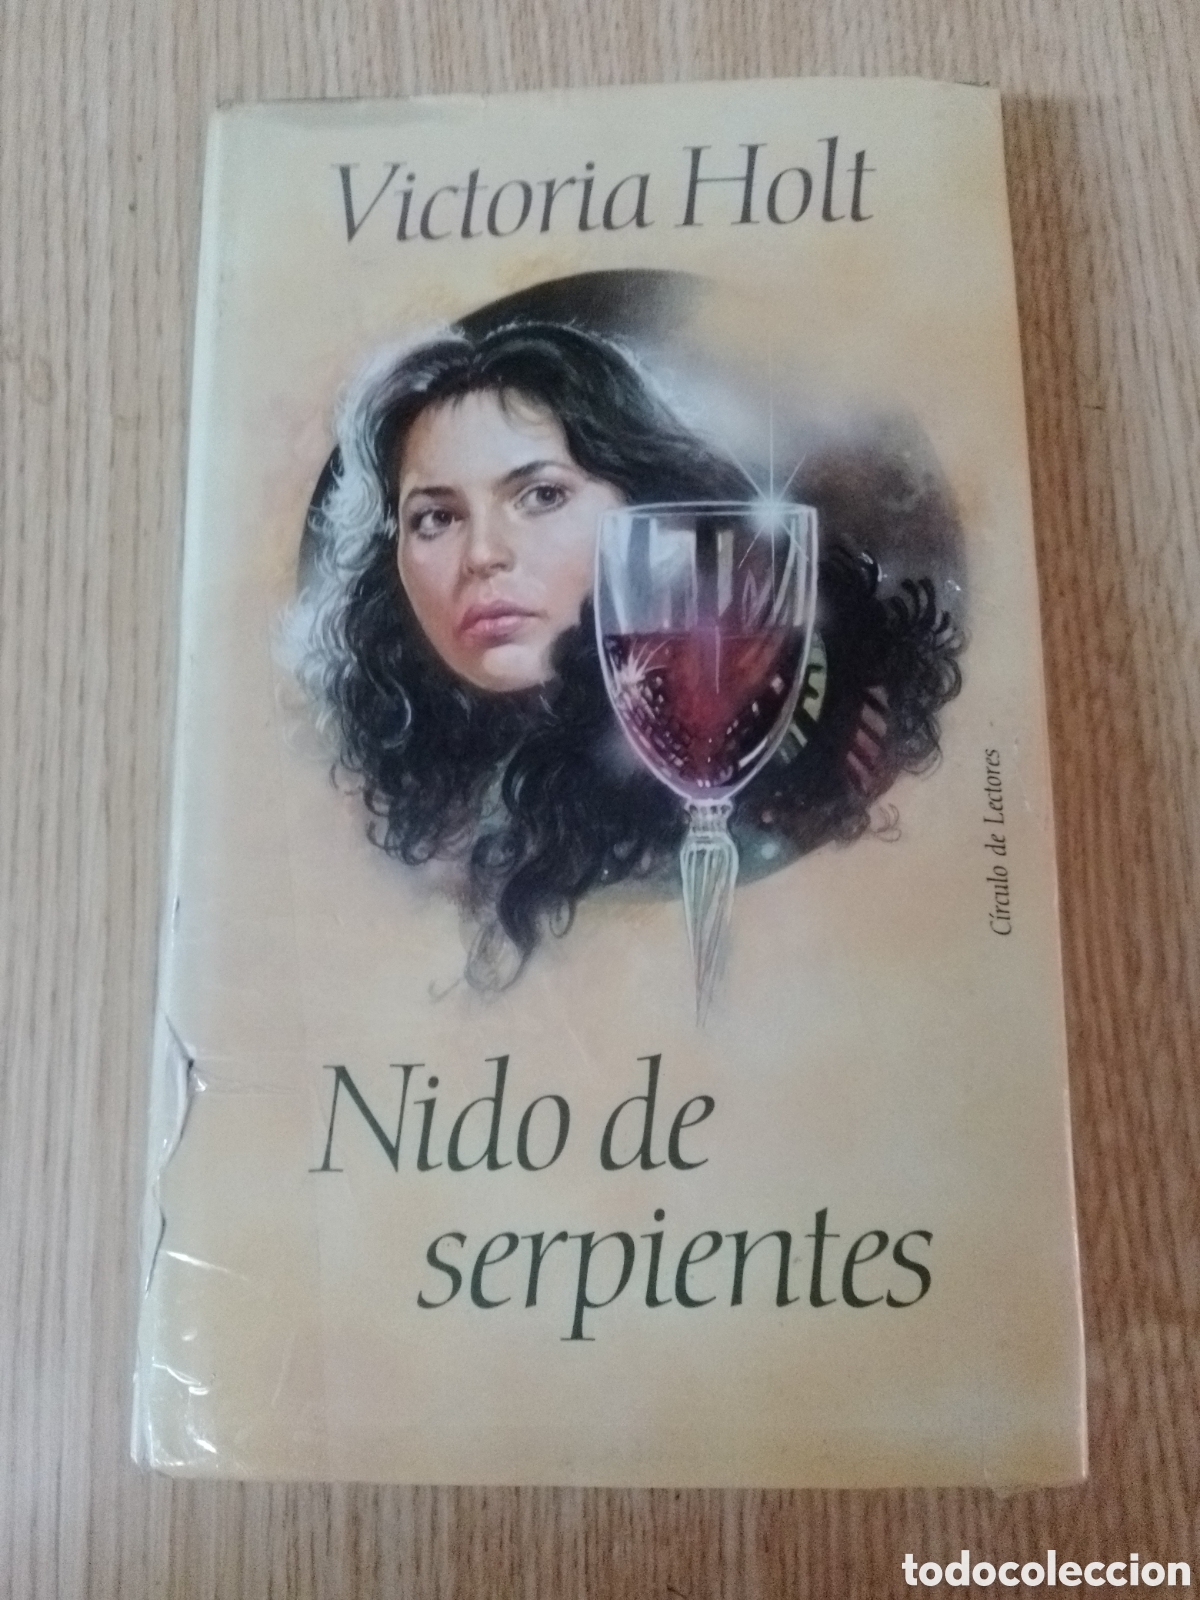 Victoria Holt
Círculo de Lectores
Nido de
serpientes
todocoleccion